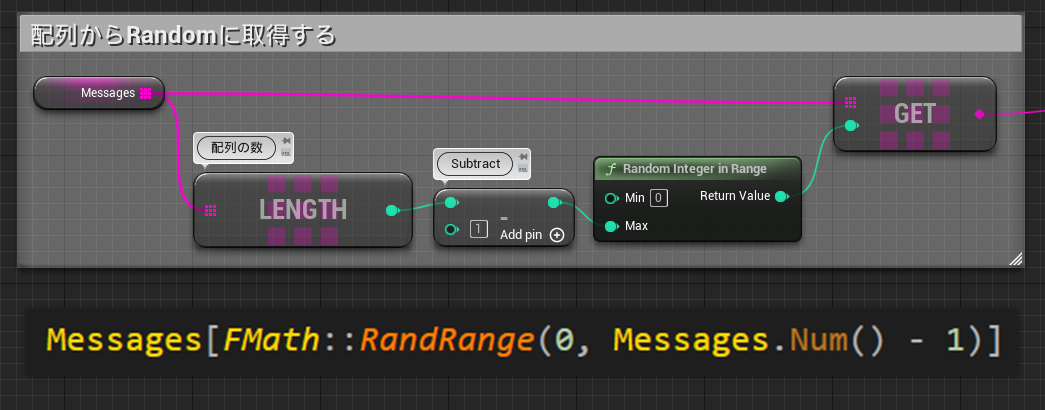 配列からRandomに取得する
Messages
GET
配列の数
Subtract
Random Integer in Range
LENGTH
Min 0
Return Value
-
1
Add pin
Max
Messages[FMath::RandRange(0, Messages.Num() - 1)]